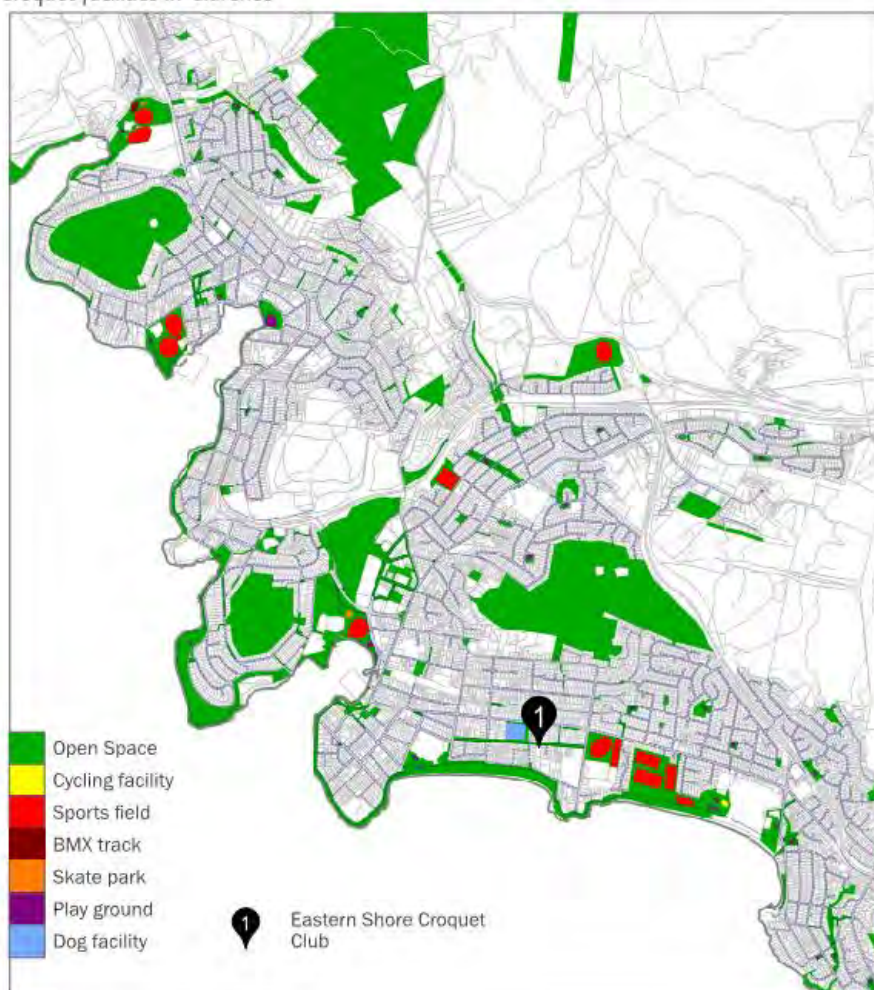 1
Open Space
Cycling facility
Sports field
BMX track
Skate park
Play ground
Dog facility
1
Eastern Shore Croquet
Club